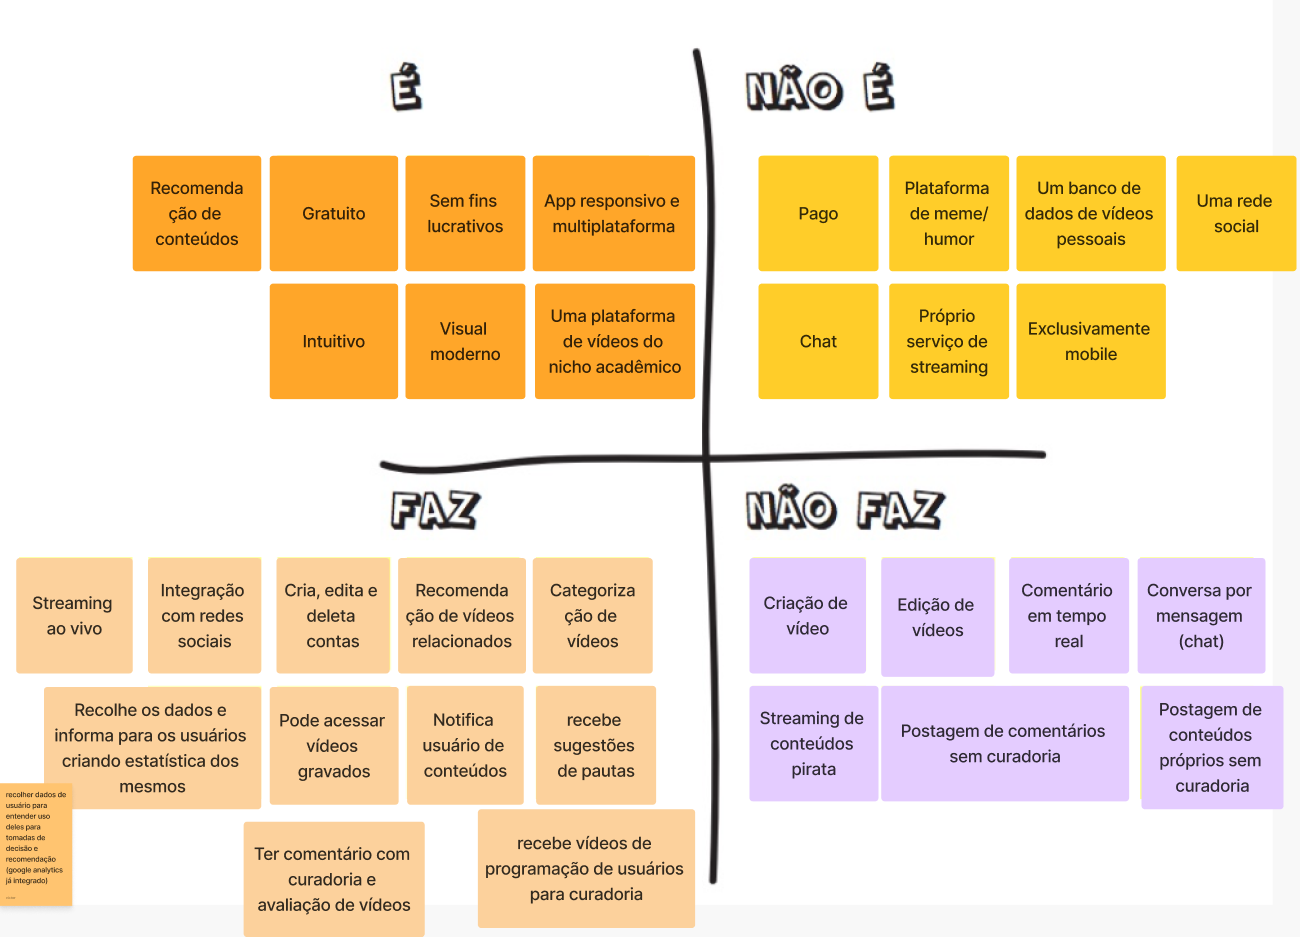 É
Recomenda
ção de
conteúdos
Gratuito
Sem fins
lucrativos
App responsivo e
multiplataforma
Intuitivo
Visual
moderno
Uma plataforma
de vídeos do
nicho acadêmico
NÃO É
Pago
Plataforma
de meme/
humor
Um banco de
dados de vídeos
pessoais
Uma rede
social
Chat
Próprio
serviço de
streaming
Exclusivamente
mobile
FAZ
Streaming
ao vivo
Integração
com redes
sociais
Cria, edita e
deleta
contas
Recomenda
ção de vídeos
relacionados
Categoriza
ção de
vídeos
Recolhe os dados e
informa para os usuários
criando estatística dos
mesmos
Pode acessar
vídeos
gravados
Notifica
usuário de
conteúdos
recebe
sugestões
de pautas
recolher dados de
usuário para
entender uso
deles para
tomadas de
decisão e
recomendação
(google analytics
já integrado)
Ter comentário com
curadoria e
avaliação de vídeos
recebe vídeos de
programação de usuários
para curadoria
NÃO FAZ
Criação de
vídeo
Edição de
vídeos
Comentário
em tempo
real
Conversa por
mensagem
(chat)
Streaming de
conteúdos
pirata
Postagem de comentários
sem curadoria
Postagem de
conteúdos
próprios sem
curadoria